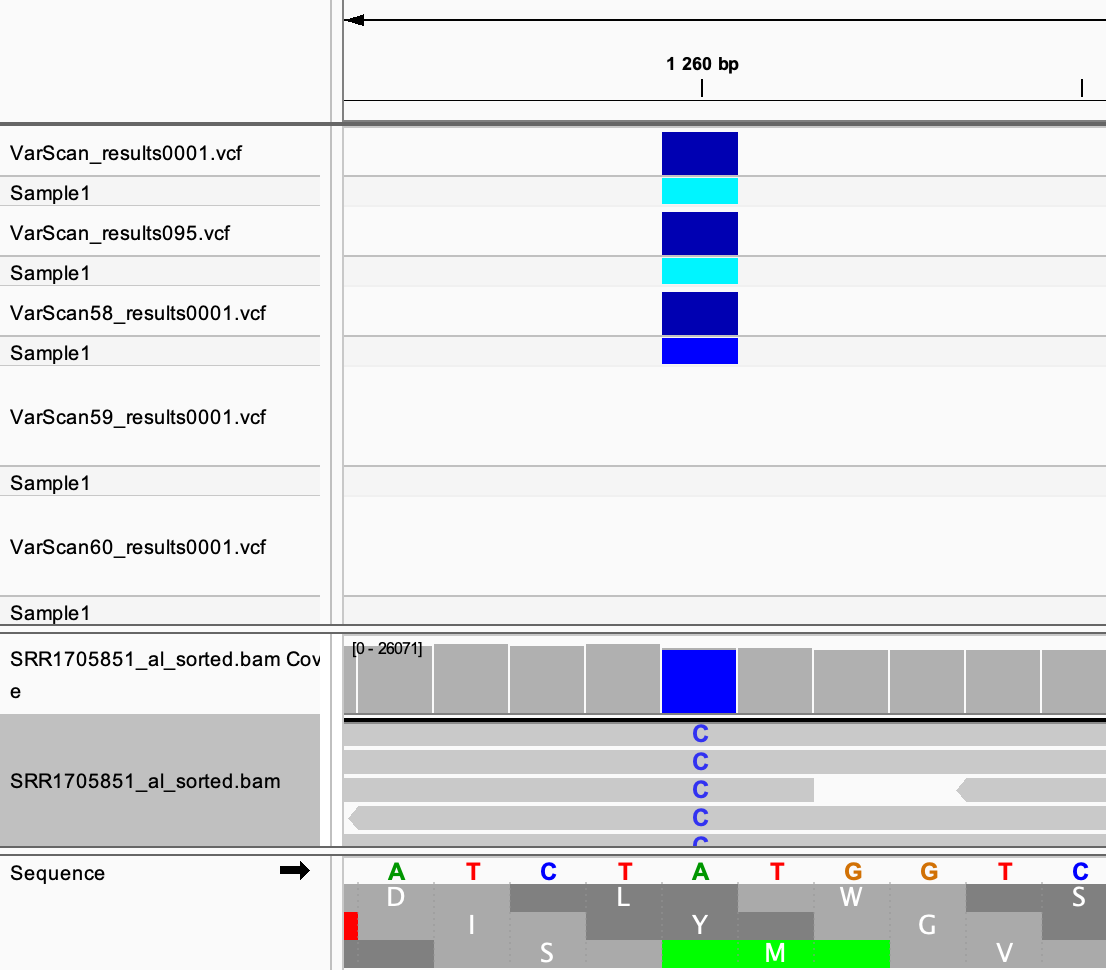 1 260 bp
VarScan_results0001.vcf
Sample1
VarScan_results095.vcf
Sample1
VarScan58_results0001.vcf
Sample1
VarScan59_results0001.vcf
Sample1
VarScan60_results0001.vcf
Sample1
[0 - 26071]
SRR1705851_al_sorted.bam Cov
e
C
C
C
SRR1705851_al_sorted.bam
C
C
Sequence A T C T A T G G T C
D L W S
I Y G
S M V